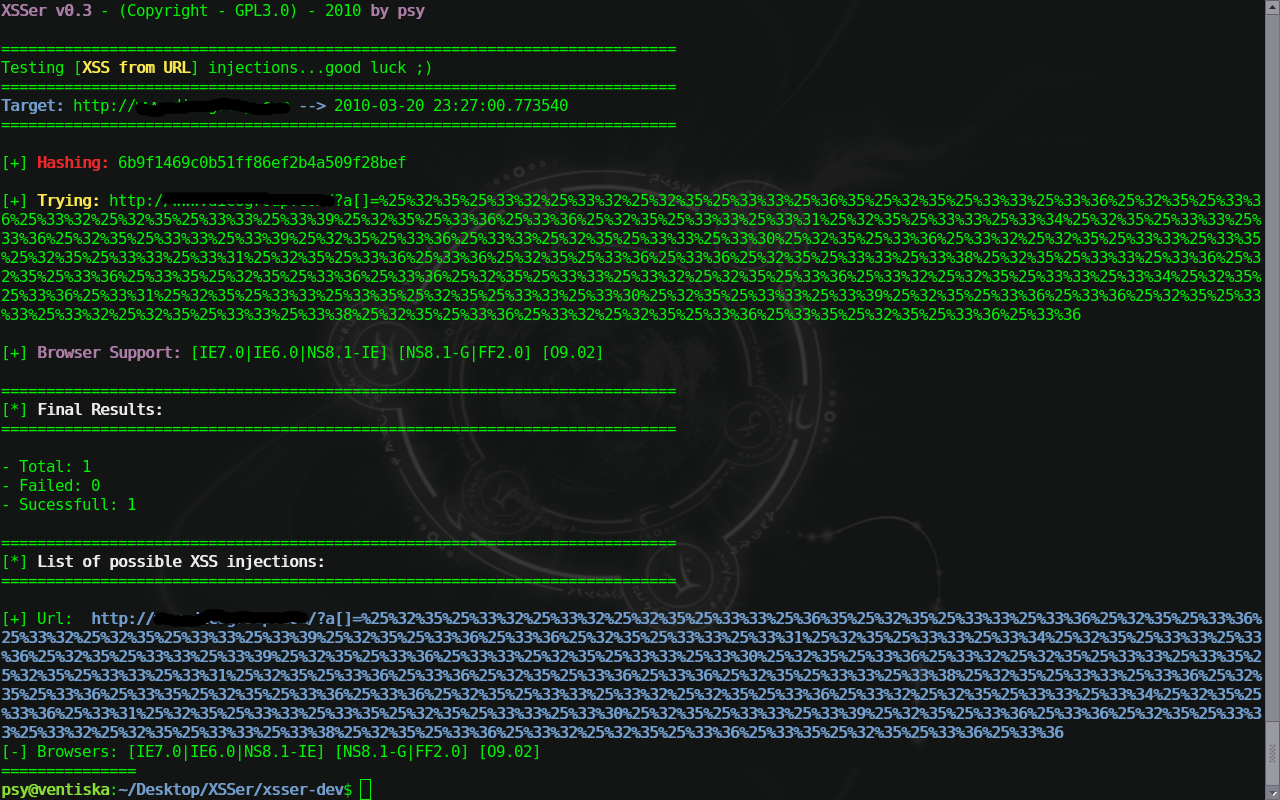 XSSer v0.3 - (Copyright - GPL3.0) - 2010 by psy
===========================================================================
Testing [XSS from URL] injections...good luck ;)
===========================================================================
Target: http:// --> 2010-03-20 23:27:00.773540
===========================================================================
[+] Hashing: 6b9f1469c0b51ff86ef2b4a509f28bef
[+] Trying: http:/ /?a[]=%25%32%35%25%33%32%25%33%32%25%32%35%25%33%33%25%36%35%25%32%35%25%33%33%25%33%36%25%32%35%25%33%3
6%25%33%32%25%32%35%25%33%33%25%33%39%25%32%35%25%33%36%25%33%36%25%32%35%25%33%33%25%33%31%25%32%35%25%33%33%25%33%34%25%32%35%25%33%33%25%
33%36%25%32%35%25%33%33%25%33%39%25%32%35%25%33%36%25%33%33%25%32%35%25%33%33%25%33%30%25%32%35%25%33%36%25%33%32%25%32%35%25%33%33%25%33%35
%25%32%35%25%33%33%25%33%31%25%32%35%25%33%36%25%33%36%25%32%35%25%33%36%25%33%36%25%32%35%25%33%33%25%33%38%25%32%35%25%33%33%25%33%36%25%3
2%35%25%33%36%25%33%35%25%32%35%25%33%36%25%33%36%25%32%35%25%33%33%25%33%32%25%32%35%25%33%36%25%33%32%25%32%35%25%33%33%25%33%34%25%32%35%
25%33%36%25%33%31%25%32%35%25%33%33%25%33%35%25%32%35%25%33%33%25%33%30%25%32%35%25%33%33%25%33%39%25%32%35%25%33%36%25%33%36%25%32%35%25%33
%33%25%33%32%25%32%35%25%33%33%25%33%38%25%32%35%25%33%36%25%33%32%25%32%35%25%33%36%25%33%35%25%32%35%25%33%36%25%33%36
[+] Browser Support: [IE7.0|IE6.0|NS8.1-IE] [NS8.1-G|FF2.0] [O9.02]
===========================================================================
[*] Final Results:
===========================================================================
- Total: 1
- Failed: 0
- Sucessfull: 1
===========================================================================
[*] List of possible XSS injections:
===========================================================================
[+] Url: http:// /?a[]=%25%32%35%25%33%32%25%33%32%25%32%35%25%33%33%25%36%35%25%32%35%25%33%33%25%33%36%25%32%35%25%33%36%
25%33%32%25%32%35%25%33%33%25%33%39%25%32%35%25%33%36%25%33%36%25%32%35%25%33%33%25%33%31%25%32%35%25%33%33%25%33%34%25%32%35%25%33%33%25%33
%36%25%32%35%25%33%33%25%33%39%25%32%35%25%33%36%25%33%33%25%32%35%25%33%33%25%33%30%25%32%35%25%33%36%25%33%32%25%32%35%25%33%33%25%33%35%2
5%32%35%25%33%33%25%33%31%25%32%35%25%33%36%25%33%36%25%32%35%25%33%36%25%33%36%25%32%35%25%33%33%25%33%38%25%32%35%25%33%33%25%33%36%25%32%
35%25%33%36%25%33%35%25%32%35%25%33%36%25%33%36%25%32%35%25%33%33%25%33%32%25%32%35%25%33%36%25%33%32%25%32%35%25%33%33%25%33%34%25%32%35%25
%33%36%25%33%31%25%32%35%25%33%33%25%33%35%25%32%35%25%33%33%25%33%30%25%32%35%25%33%33%25%33%39%25%32%35%25%33%36%25%33%36%25%32%35%25%33%3
3%25%33%32%25%32%35%25%33%33%25%33%38%25%32%35%25%33%36%25%33%32%25%32%35%25%33%36%25%33%35%25%32%35%25%33%36%25%33%36
[-] Browsers: [IE7.0|IE6.0|NS8.1-IE] [NS8.1-G|FF2.0] [O9.02]
===============
psy@ventiska:~/Desktop/XSSer/xsser-dev$